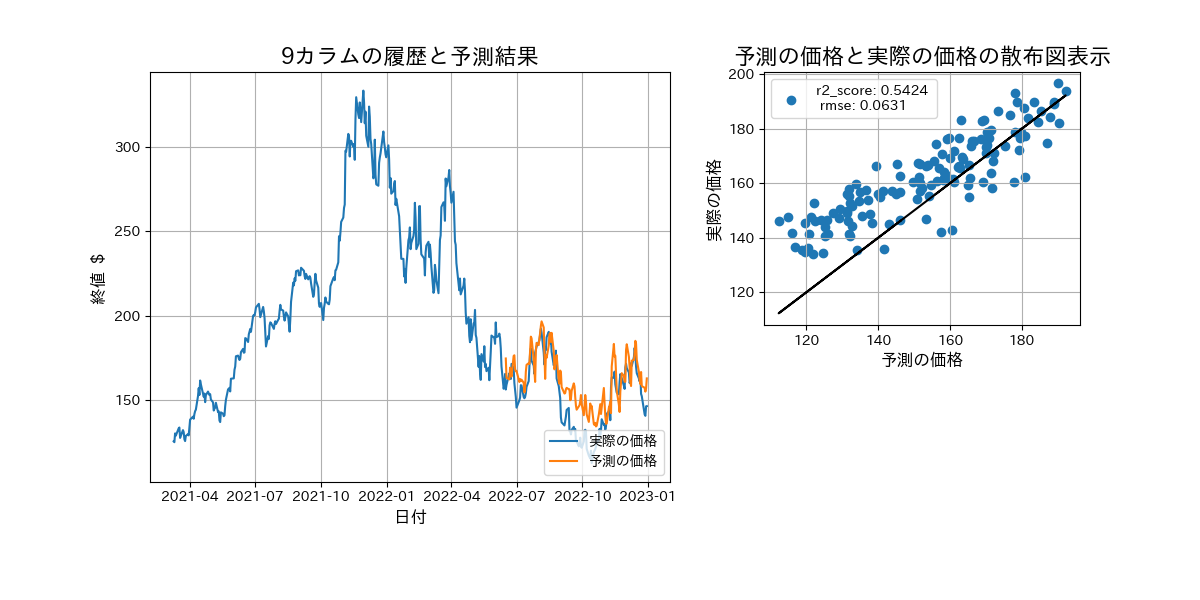 9カラムの履歴と予測結果
終値 $
300
250
200
150
2021-04 2021-07 2021-10 2022-01 2022-04 2022-07 2022-10 2023-01
日付
実際の価格
予測の価格
予測の価格と実際の価格の散布図表示
実際の価格
200
180
160
140
120
r2_score: 0.5424
rmse: 0.0631
120 140 160 180
予測の価格